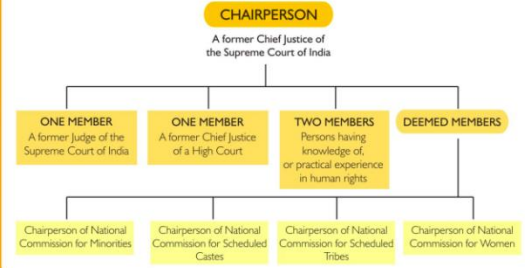 CHAIRPERSON
A former Chief Justice of
the Supreme Court of India
ONE MEMBER
A former Judge of the
Supreme Court of India
ONE MEMBER
A former Chief Justice
of a High Court
TWO MEMBERS
Persons having
knowledge of,
or practical experience
in human rights
DEEMED MEMBERS
Chairperson of National
Commission for Minorities
Chairperson of National
Commission for Scheduled
Castes
Chairperson of National
Commission for Scheduled
Tribes
Chairperson of National
Commission for Women